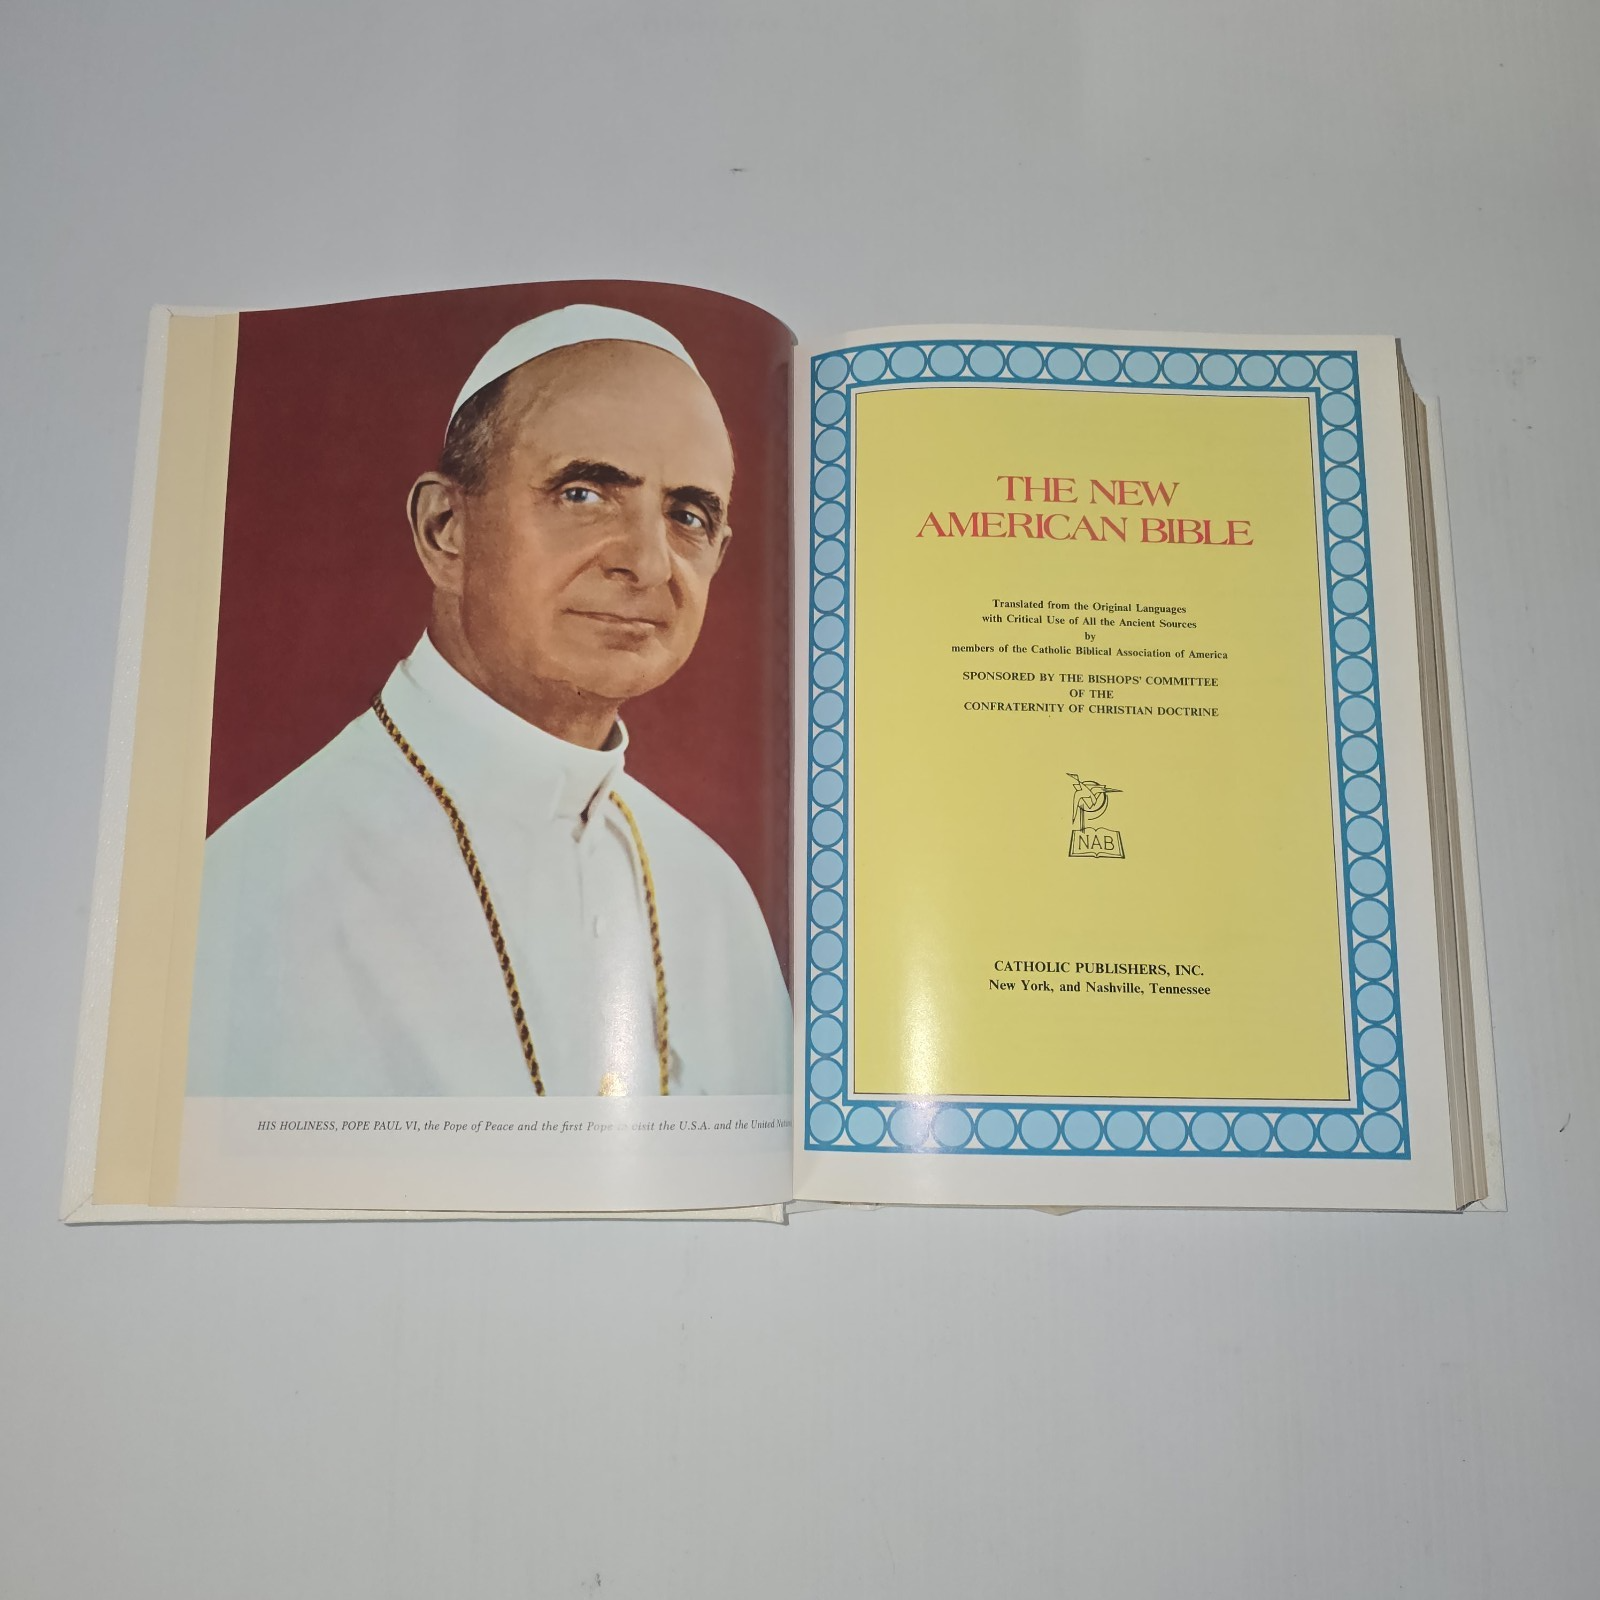 HIS HOLINESS, POPE PAUL VI, the Pope of Peace and the first Pope visit the U.S.A. and the United
THE NEW
AMERICAN BIBLE
Translated from the Original Languages
with Critical Use of All the Ancient Sources
by
members of the Catholic Biblical Association of America
SPONSORED BY THE BISHOPS' COMMITTEE
OF THE
CONFRATERNITY OF CHRISTIAN DOCTRINE
NAB
CATHOLIC PUBLISHERS, INC.
New York, and Nashville, Tennessee